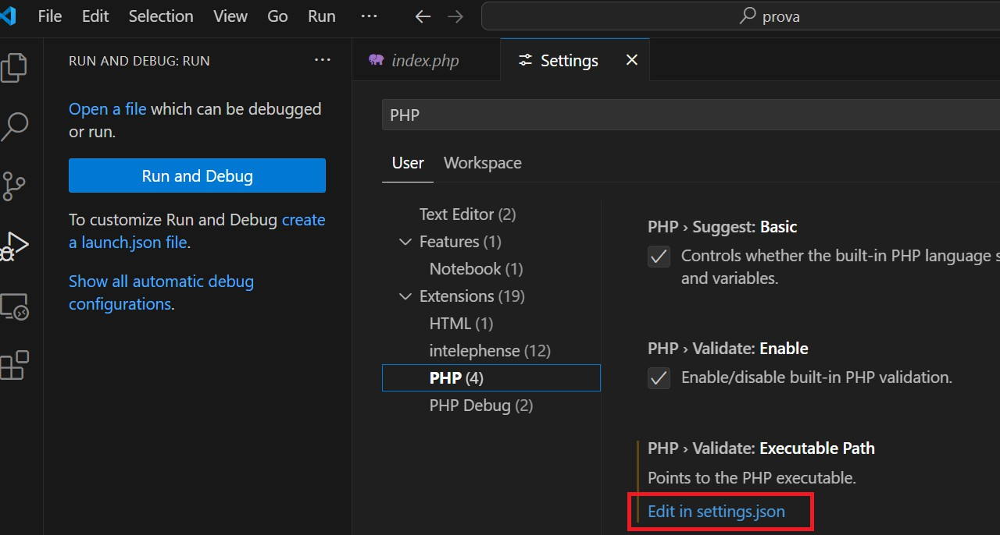 File Edit Selection View Go Run ··· prova
RUN AND DEBUG: RUN ···
Open a file which can be debugged
or run.
Run and Debug
To customize Run and Debug create
a launch.json file.
Show all automatic debug
configurations.
index.php
Settings
PHP
User Workspace
Text Editor (2)
Features (1)
Notebook (1)
Extensions (19)
HTML (1)
intelephense (12)
PHP (4)
PHP Debug (2)
PHP › Suggest: Basic
Controls whether the built-in PHP language s
and variables.
PHP › Validate: Enable
Enable/disable built-in PHP validation.
PHP › Validate: Executable Path
Points to the PHP executable.
Edit in settings.json